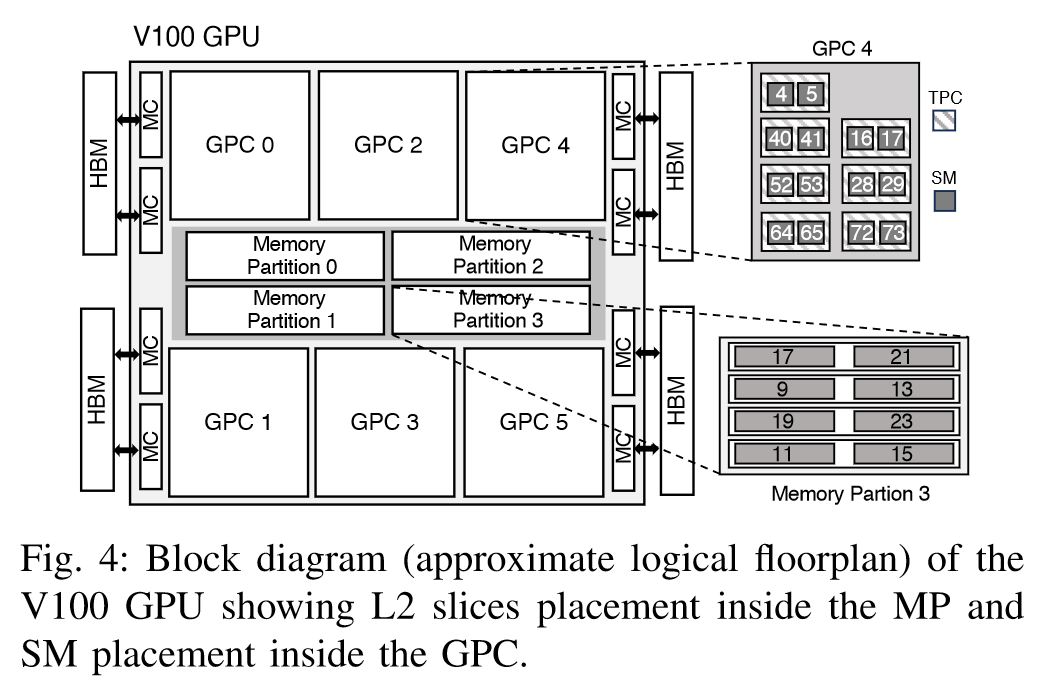 V100 GPU
HBM
MC
MC
GPC 0
GPC 2
GPC 4
MC
MC
HBM
Memory
Partition 0
Memory
Partition 2
Memory
Partition 1
Memory
Partition 3
HBM
MC
MC
GPC 1
GPC 3
GPC 5
MC
MC
HBM
GPC 4
4 5
40 41 16 17
52 53 28 29
64 65 72 73
TPC
SM
17 21
9 13
19 23
11 15
Memory Partion 3
Fig. 4: Block diagram (approximate logical floorplan) of the
V100 GPU showing L2 slices placement inside the MP and
SM placement inside the GPC.